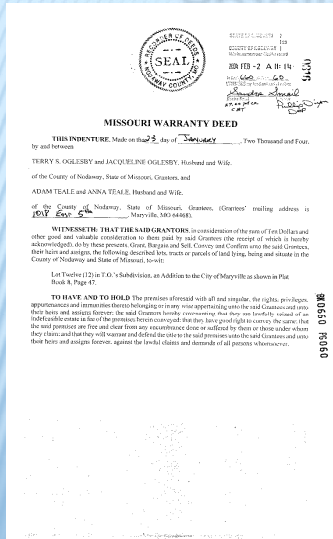 RECORDER OF DEEDS
SEAL
NODAWAY COUNTY, MO
2004 FEB -2 A 11: 14
MISSOURI WARRANTY DEED
THIS INDENTURE, Made on the 23 day of JANUARY, Two Thousand and Four,
by and between
TERRY S. OGLESBY and JACQUELINE OGLESBY, Husband and Wife,
of the County of Nodaway, State of Missouri, Grantors, and
ADAM TEALE and ANNA TEALE, Husband and Wife,
of the County of Nodaway, State of Missouri, Grantees, (Grantees' mailing address is
1018 East 5th, Maryville, MO 64468).
WITNESSETH: THAT THE SAID GRANTORS, in consideration of the sum of Ten Dollars and
other good and valuable consideration to them paid by said Grantees (the receipt of which is hereby
acknowledged), do by these presents, Grant, Bargain and Sell, Convey and Confirm unto the said Grantees,
their heirs and assigns, the following described lots, tracts or parcels of land lying, being and situate in the
County of Nodaway and State of Missouri, to-wit:
Lot Twelve (12) in T.O.'s Subdivision, an Addition to the City of Maryville as shown in Plat
Book 8, Page 47.
TO HAVE AND TO HOLD The premises aforesaid with all and singular, the rights, privileges,
appurtenances and immunities thereto belonging or in any wise appertaining unto the said Grantees and unto
their heirs and assigns forever; the said Grantors hereby covenanting that they are lawfully seized of an
indefeasible estate in fee of the premises herein conveyed; that they have good right to convey the same; that
the said premises are free and clear from any encumbrance done or suffered by them or those under whom
they claim; and that they will warrant and defend the title to the said premises unto the said Grantees and unto
their heirs and assigns forever, against the lawful claims and demands of all persons whomsoever.
BK0660 PG060